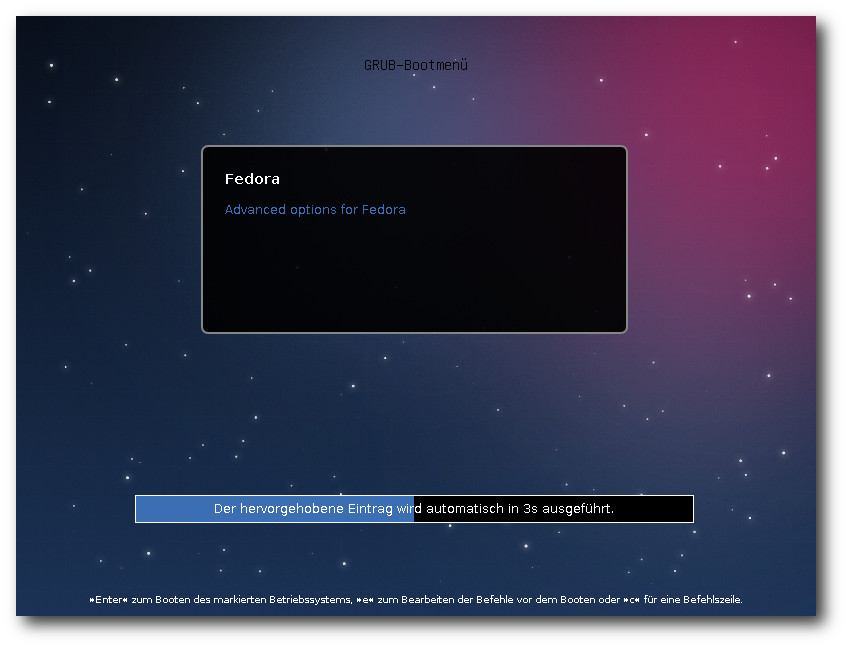 GRUB-Bootmenü
Fedora
Advanced options for Fedora
Der hervorgehobene Eintrag wird automatisch in 3s ausgeführt.
»Enter« zum Booten des markierten Betriebssystems, »e« zum Bearbeiten der Befehle vor dem Booten oder »c« für eine Befehlszeile.